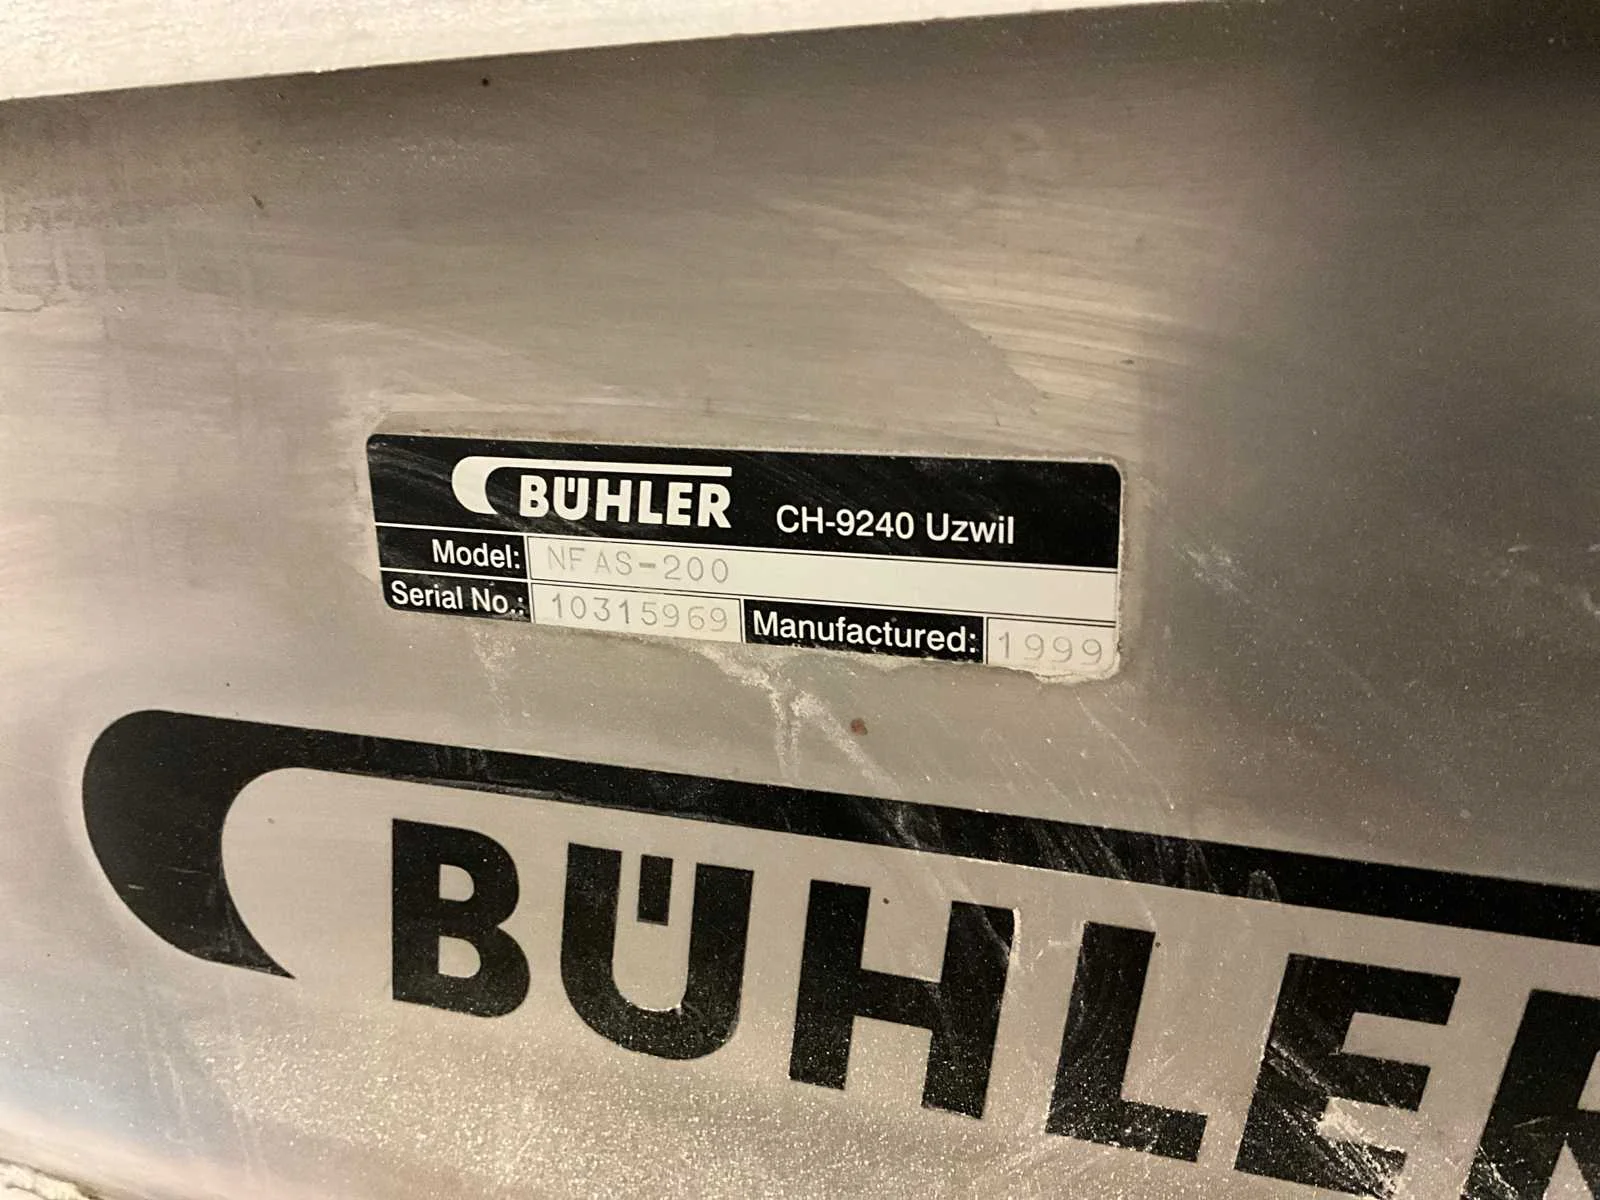 BÜHLER CH-9240 Uzwil
Model: NFAS-200
Serial No.: 10315969 Manufactured: 1999
BÜHLER